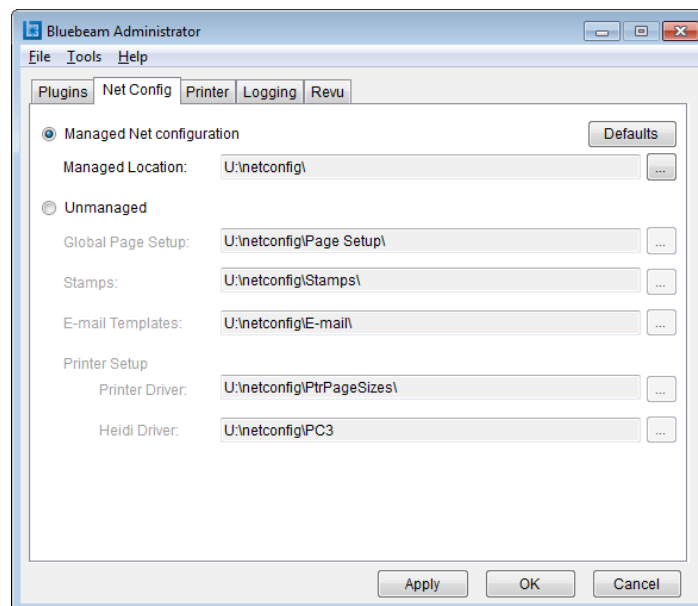 Bluebeam Administrator
File Tools Help
Plugins Net Config Printer Logging Revu
Managed Net configuration Defaults
Managed Location: U:\netconfig\ ...
Unmanaged
Global Page Setup: U:\netconfig\Page Setup\ ...
Stamps: U:\netconfig\Stamps\ ...
E-mail Templates: U:\netconfig\E-mail\ ...
Printer Setup
Printer Driver: U:\netconfig\PtrPageSizes\ ...
Heidi Driver: U:\netconfig\PC3 ...
Apply OK Cancel